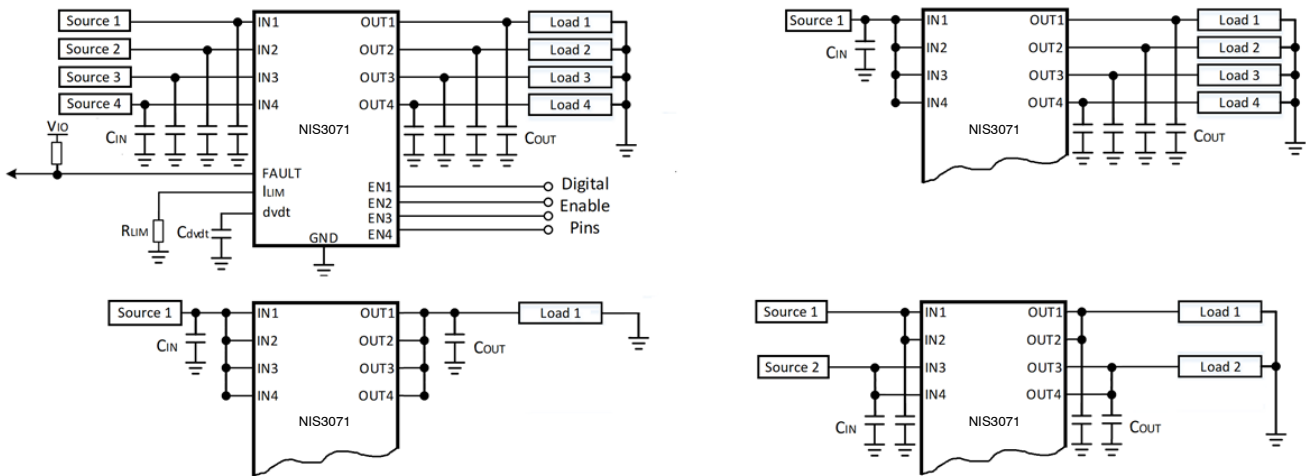 Source 1
Source 2
Source 3
Source 4
IN1
IN2
IN3
IN4
OUT1
OUT2
OUT3
OUT4
Load 1
Load 2
Load 3
Load 4
VIO
CIN
NIS3071
COUT
FAULT
ILIM
dvdt
RLIM
Cdvdt
GND
EN1
EN2
EN3
EN4
Digital
Enable
Pins
Source 1
CIN
IN1
IN2
IN3
IN4
OUT1
OUT2
OUT3
OUT4
NIS3071
Load 1
Load 2
Load 3
Load 4
COUT
Source 1
CIN
IN1
IN2
IN3
IN4
OUT1
OUT2
OUT3
OUT4
NIS3071
COUT
Load 1
Source 1
Source 2
IN1
IN2
IN3
IN4
OUT1
OUT2
OUT3
OUT4
CIN
NIS3071
COUT
Load 1
Load 2